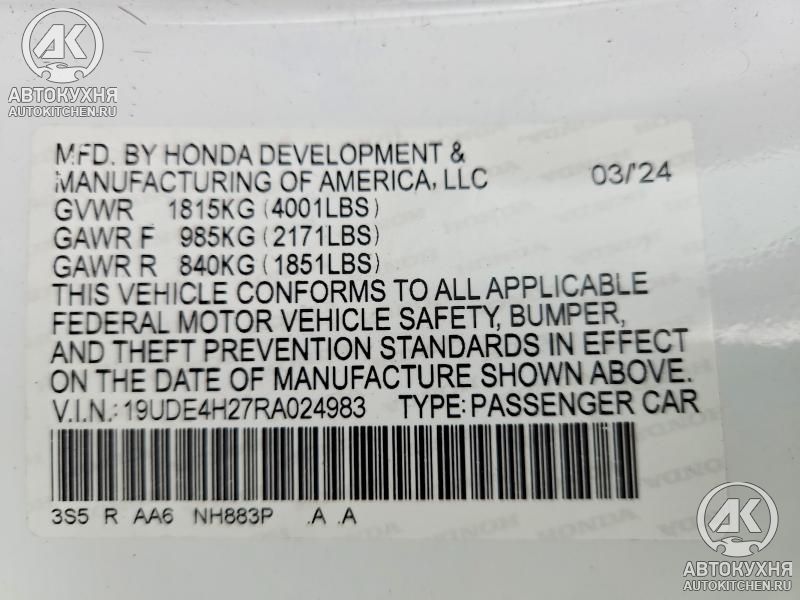 АК
АВТОКУХНЯ
AUTOKITCHEN.RU
MFD. BY HONDA DEVELOPMENT &
MANUFACTURING OF AMERICA, LLC 03/'24
GVWR 1815KG (4001LBS)
GAWR F 985KG (2171LBS)
GAWR R 840KG (1851LBS)
THIS VEHICLE CONFORMS TO ALL APPLICABLE
FEDERAL MOTOR VEHICLE SAFETY, BUMPER,
AND THEFT PREVENTION STANDARDS IN EFFECT
ON THE DATE OF MANUFACTURE SHOWN ABOVE.
V.I.N.: 19UDE4H27RA024983 TYPE: PASSENGER CAR
3S5 R AA6 NH883P .A .A
HONDA
АК
АВТОКУХНЯ
AUTOKITCHEN.RU